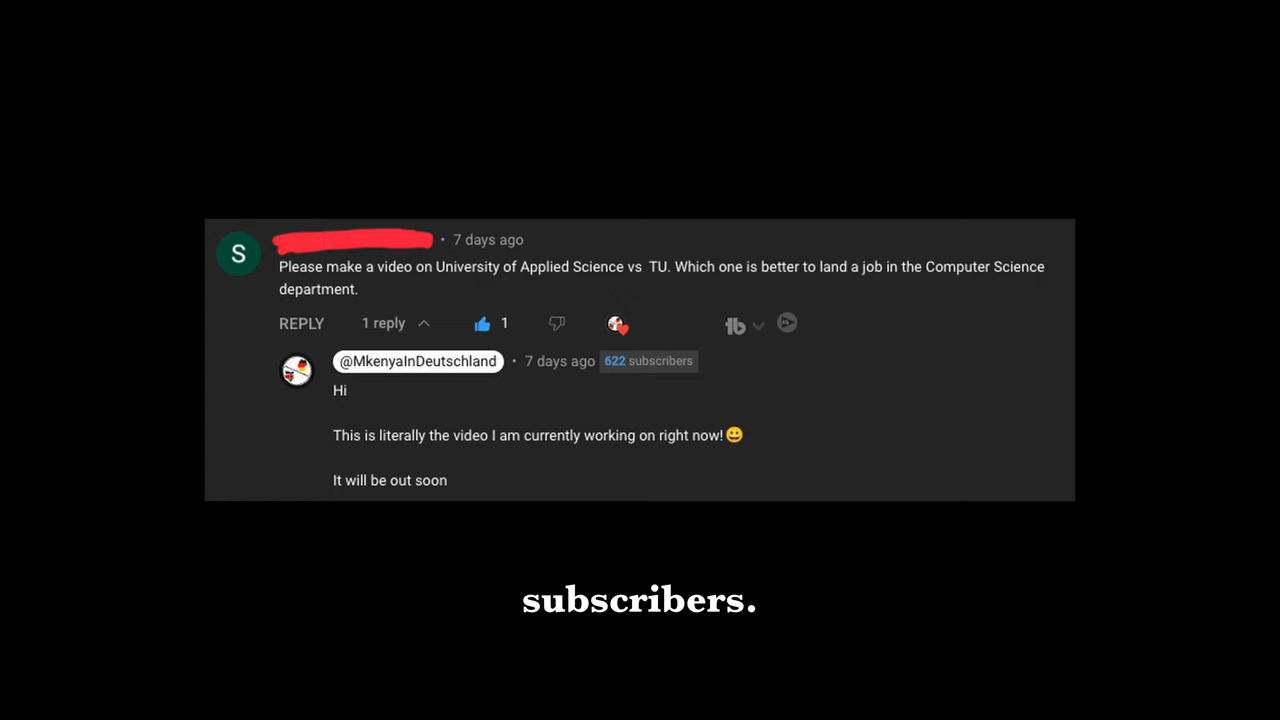 S
• 7 days ago
Please make a video on University of Applied Science vs TU. Which one is better to land a job in the Computer Science
department.
REPLY 1 reply 1 tb
@MkenyaInDeutschland • 7 days ago 622 subscribers
Hi
This is literally the video I am currently working on right now!😀
It will be out soon
subscribers.